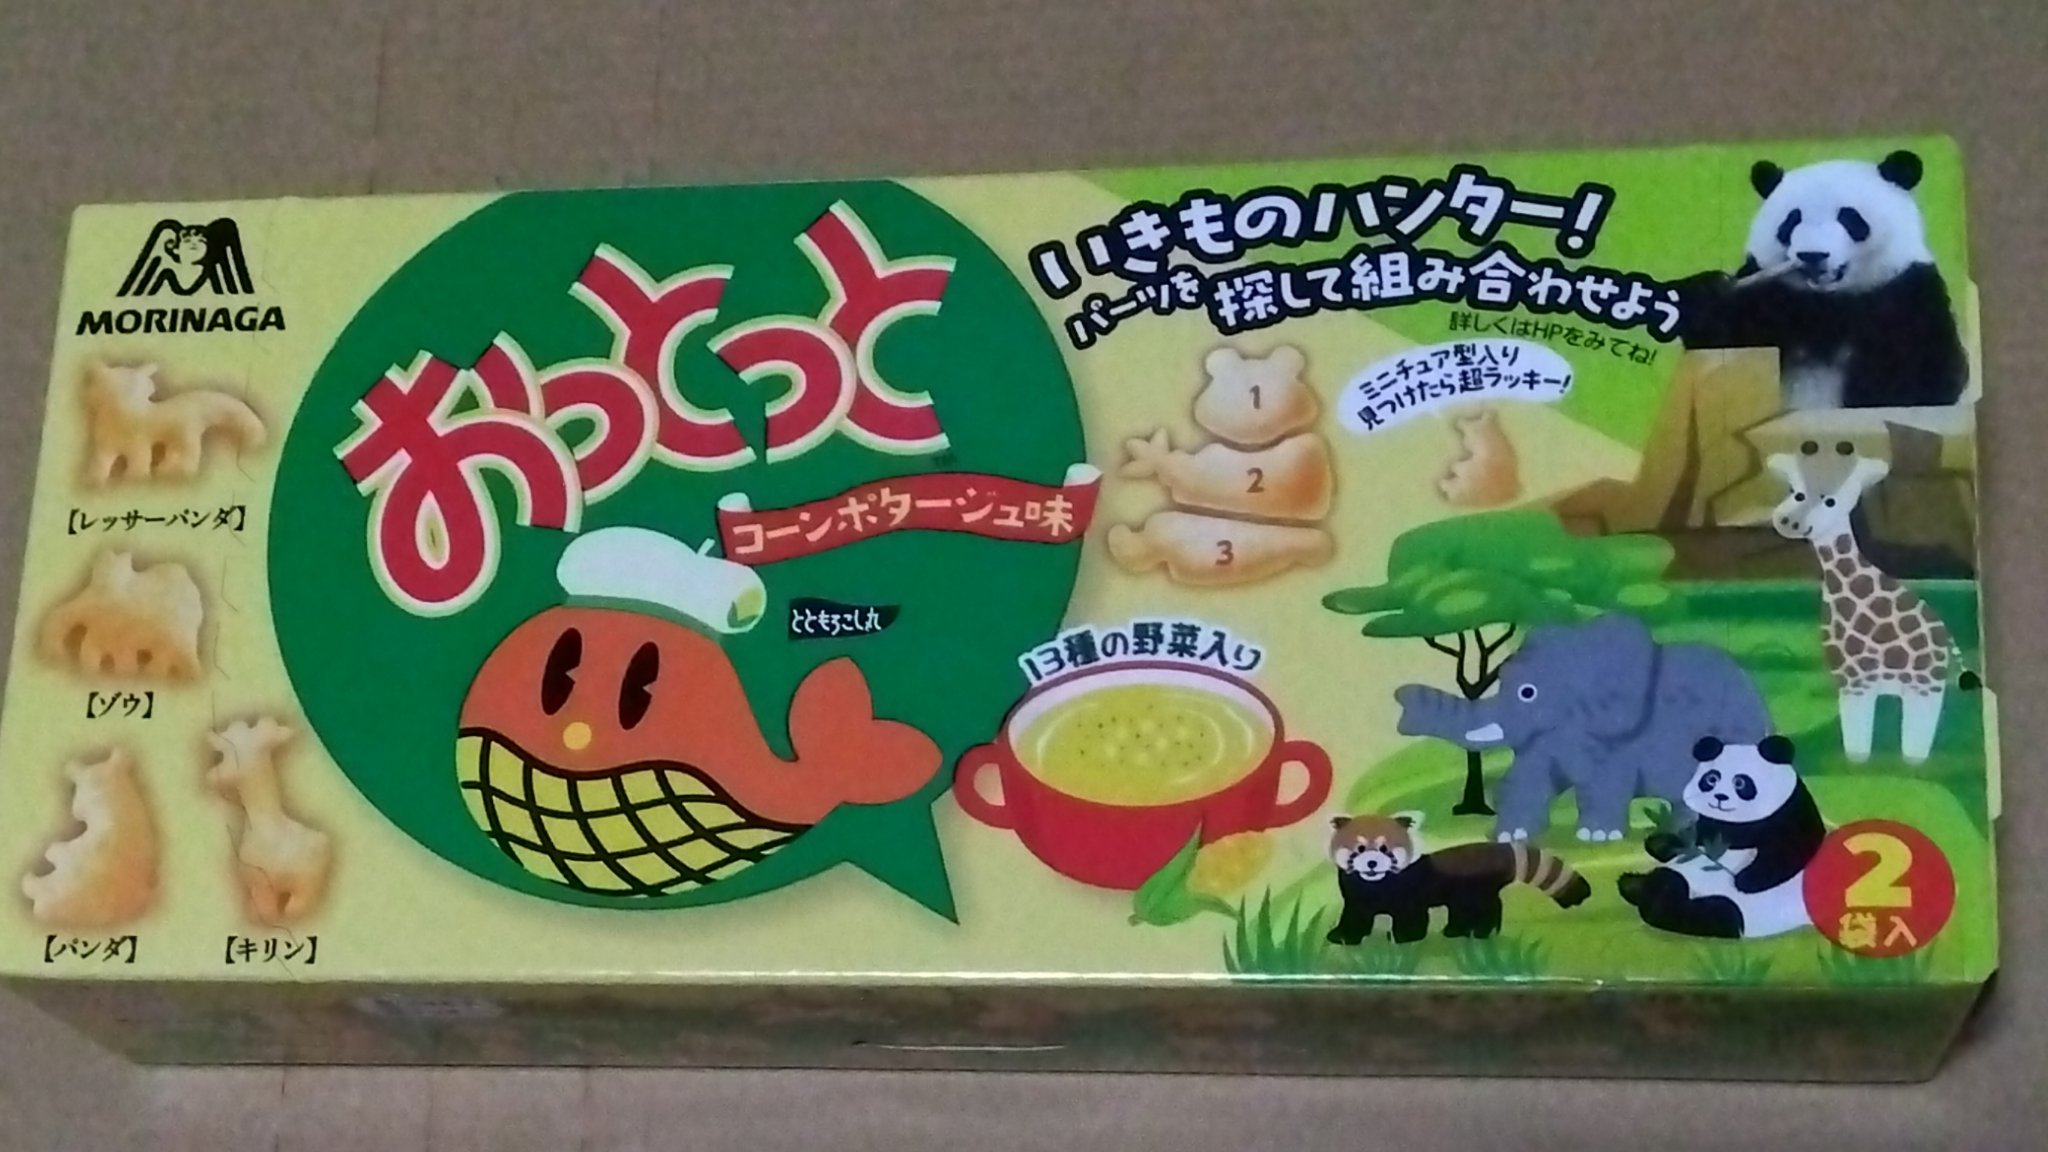 MORINAGA
おっとっと
TM
コーンポタージュ味
とともろこし丸
いきものハンター!
パーツを探して組み合わせよう
詳しくはHPをみてね!
ミニチュア型入り
見つけたら超ラッキー!
1
2
3
13種の野菜入り
【レッサーパンダ】
【ゾウ】
【パンダ】
【キリン】
2
袋入